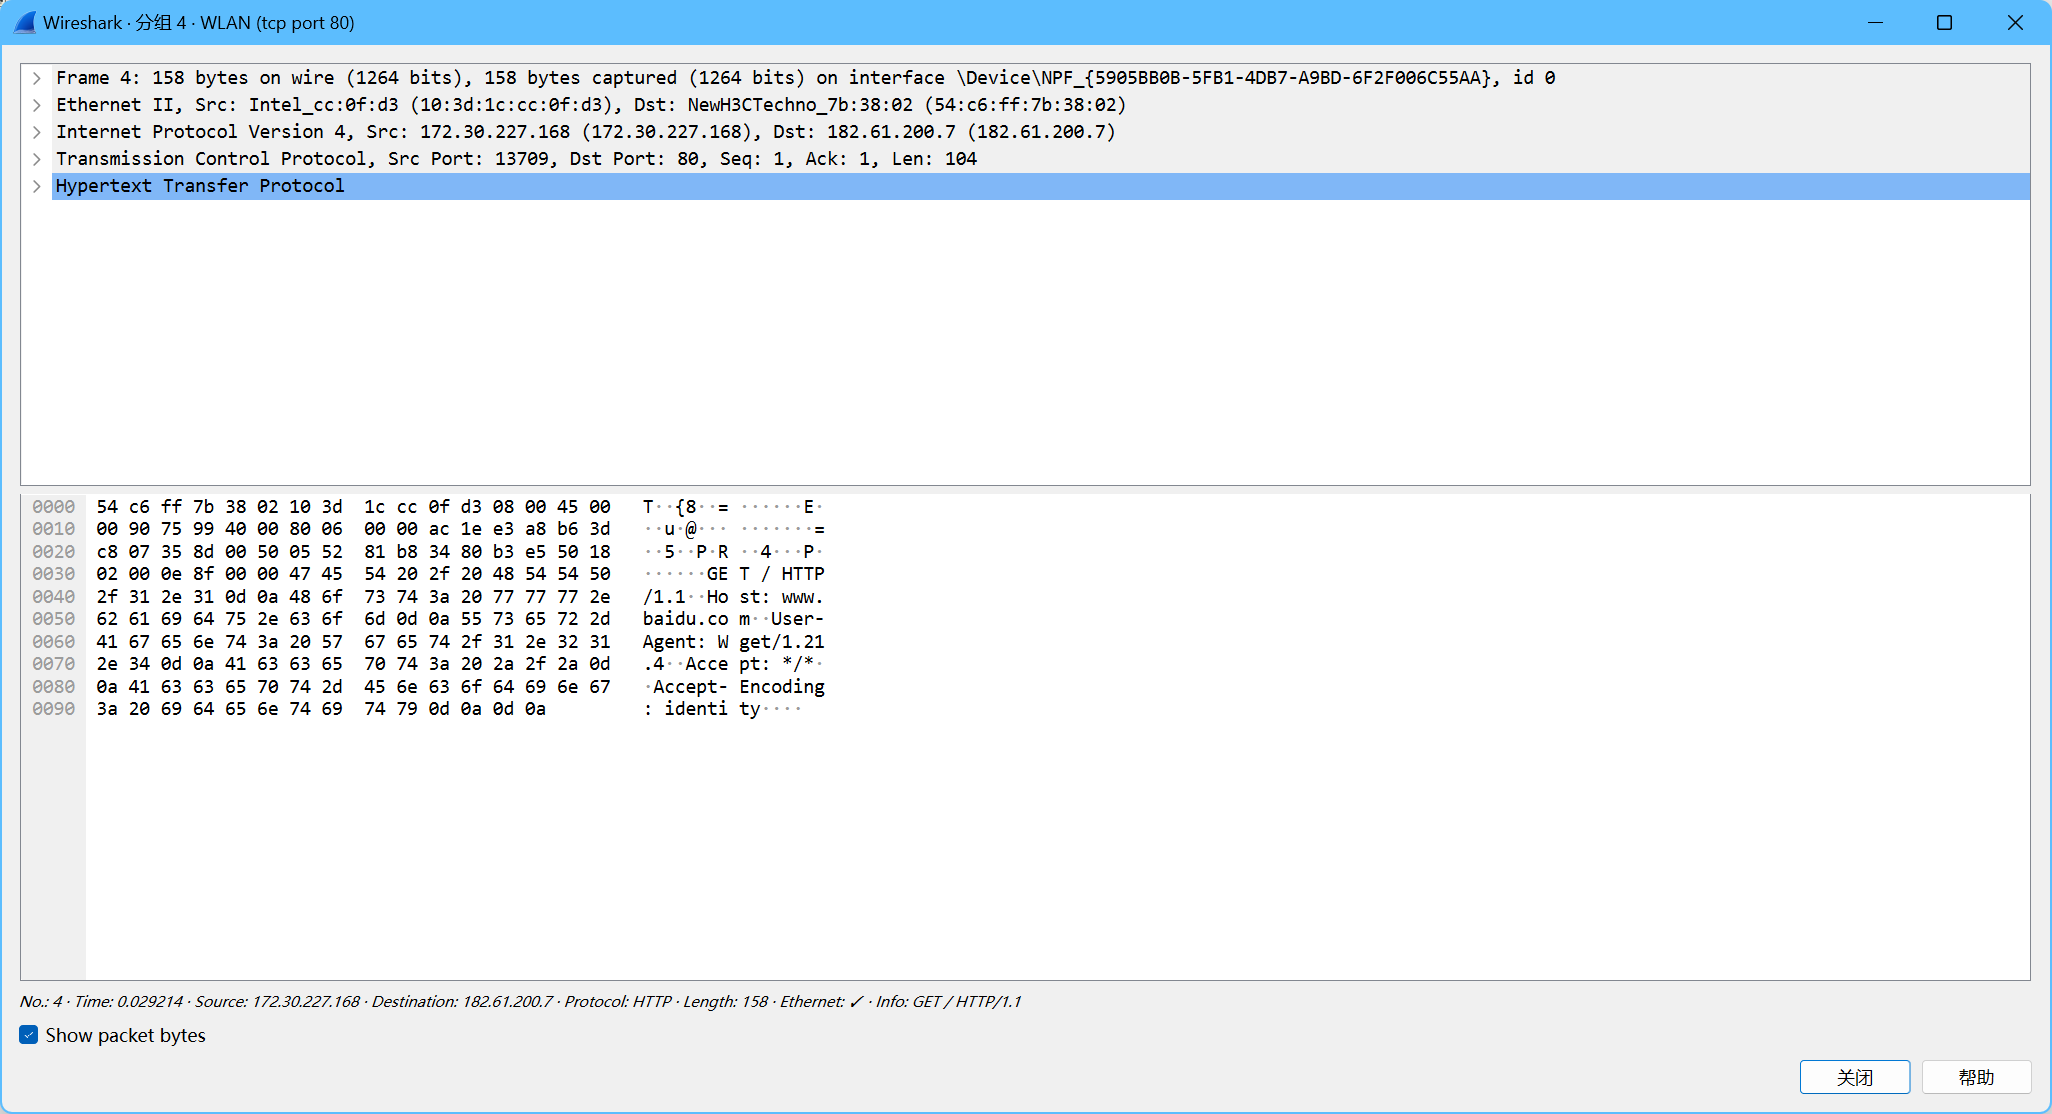 Wireshark · 分组 4 · WLAN (tcp port 80)
Frame 4: 158 bytes on wire (1264 bits), 158 bytes captured (1264 bits) on interface \Device\NPF_{5905BB0B-5FB1-4DB7-A9BD-6F2F006C55AA}, id 0
Ethernet II, Src: Intel_cc:0f:d3 (10:3d:1c:cc:0f:d3), Dst: NewH3CTechno_7b:38:02 (54:c6:ff:7b:38:02)
Internet Protocol Version 4, Src: 172.30.227.168 (172.30.227.168), Dst: 182.61.200.7 (182.61.200.7)
Transmission Control Protocol, Src Port: 13709, Dst Port: 80, Seq: 1, Ack: 1, Len: 104
Hypertext Transfer Protocol
0000 54 c6 ff 7b 38 02 10 3d 1c cc 0f d3 08 00 45 00 T··{8··= ······E·
0010 00 90 75 99 40 00 80 06 00 00 ac 1e e3 a8 b6 3d ··u·@··· ·······=
0020 c8 07 35 8d 00 50 05 52 81 b8 34 80 b3 e5 50 18 ··5··P·R ··4···P·
0030 02 00 0e 8f 00 00 47 45 54 20 2f 20 48 54 54 50 ······GE T / HTTP
0040 2f 31 2e 31 0d 0a 48 6f 73 74 3a 20 77 77 77 2e /1.1··Ho st: www.
0050 62 61 69 64 75 2e 63 6f 6d 0d 0a 55 73 65 72 2d baidu.co m··User-
0060 41 67 65 6e 74 3a 20 57 67 65 74 2f 31 2e 32 31 Agent: W get/1.21
0070 2e 34 0d 0a 41 63 63 65 70 74 3a 20 2a 2f 2a 0d .4··Acce pt: */*·
0080 0a 41 63 63 65 70 74 2d 45 6e 63 6f 64 69 6e 67 ·Accept- Encoding
0090 3a 20 69 64 65 6e 74 69 74 79 0d 0a 0d 0a : identi ty····
No.: 4 · Time: 0.029214 · Source: 172.30.227.168 · Destination: 182.61.200.7 · Protocol: HTTP · Length: 158 · Ethernet: ✓ · Info: GET / HTTP/1.1
Show packet bytes
关闭
帮助